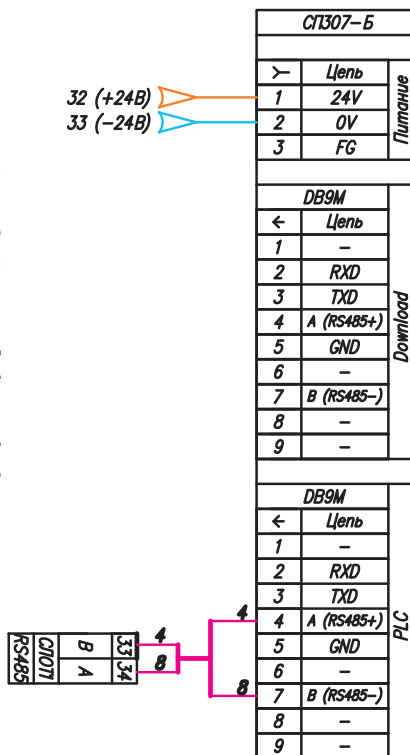 СП307-Б
Цепь
32 (+24В) 1 24V
33 (-24В) 2 0V
3 FG
Питание
DB9M
← Цепь
1 –
2 RXD
3 TXD
4 A (RS485+)
5 GND
6 –
7 B (RS485-)
8 –
9 –
Download
DB9M
← Цепь
1 –
2 RXD
3 TXD
4 4 A (RS485+)
5 GND
6 –
8 7 B (RS485-)
8 –
9 –
PLC
33 B 4
34 A 8
СЛОТ1
RS485